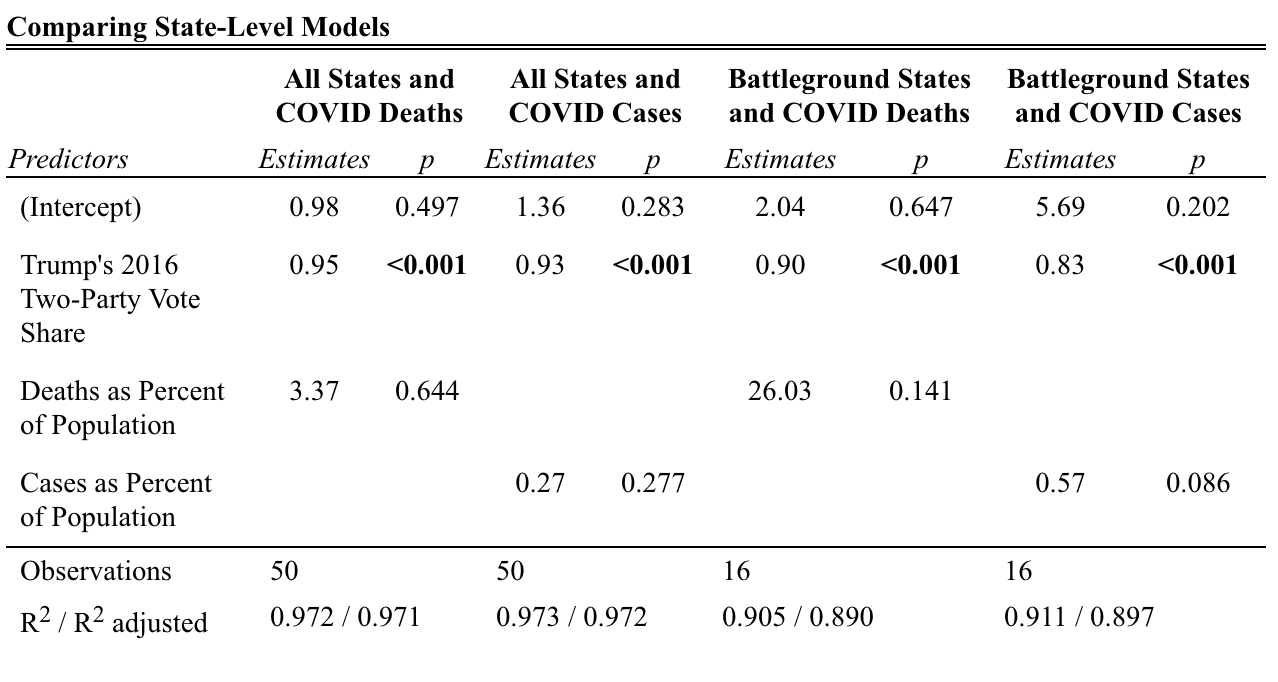 Comparing State-Level Models
All States and COVID Deaths All States and COVID Cases Battleground States and COVID Deaths Battleground States and COVID Cases
Predictors Estimates p Estimates p Estimates p Estimates p
(Intercept) 0.98 0.497 1.36 0.283 2.04 0.647 5.69 0.202
Trump's 2016 0.95 <0.001 0.93 <0.001 0.90 <0.001 0.83 <0.001
Two-Party Vote
Share
Deaths as Percent 3.37 0.644 26.03 0.141
of Population
Cases as Percent 0.27 0.277 0.57 0.086
of Population
Observations 50 50 16 16
R2 / R2 adjusted 0.972 / 0.971 0.973 / 0.972 0.905 / 0.890 0.911 / 0.897